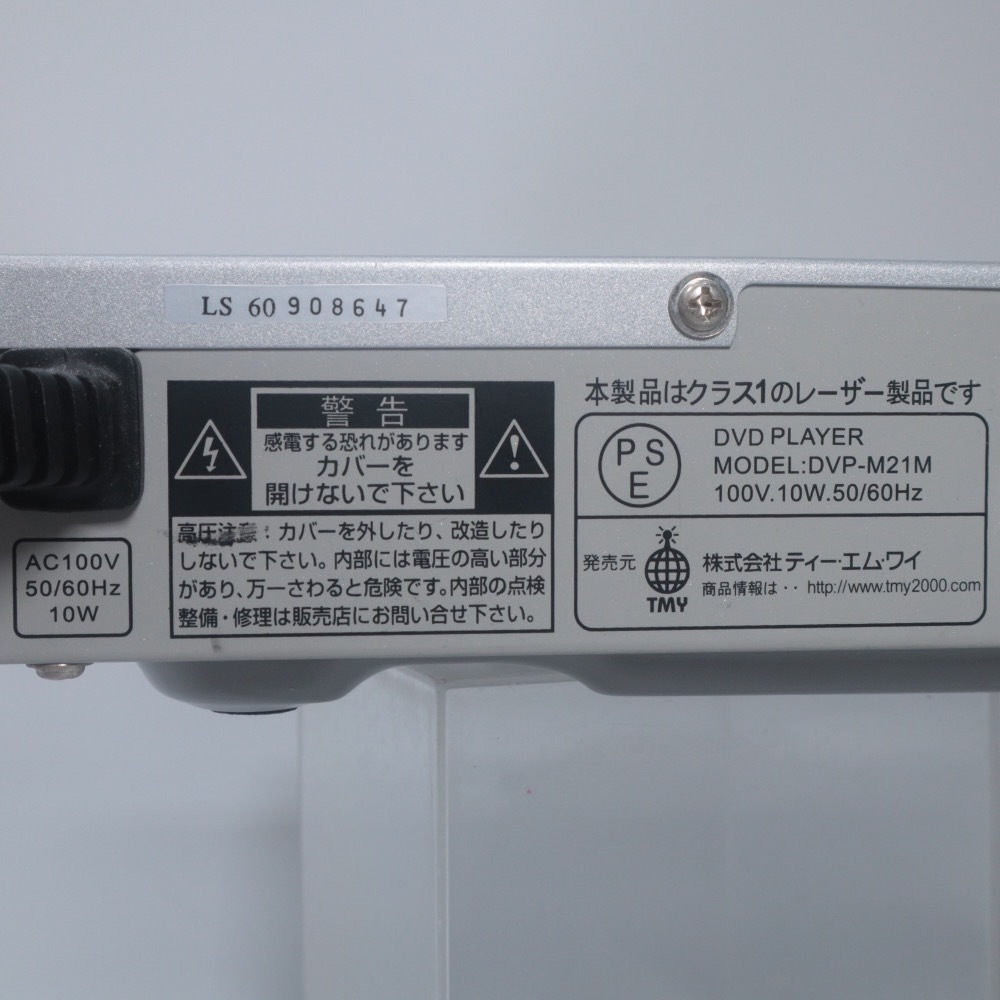 LS 60 908647
警告
感電する恐れがあります
カバーを
開けないで下さい
高圧注意：カバーを外したり、改造したり
しないで下さい。内部には電圧の高い部分
があり、万一さわると危険です。内部の点検
整備・修理は販売店にお問い合せ下さい。
AC100V
50/60Hz
10W
本製品はクラス1のレーザー製品です
PSE
DVD PLAYER
MODEL:DVP-M21M
100V.10W.50/60Hz
発売元
TMY
株式会社 ティー・エム・ワイ
商品情報は・・ http://www.tmy2000.com